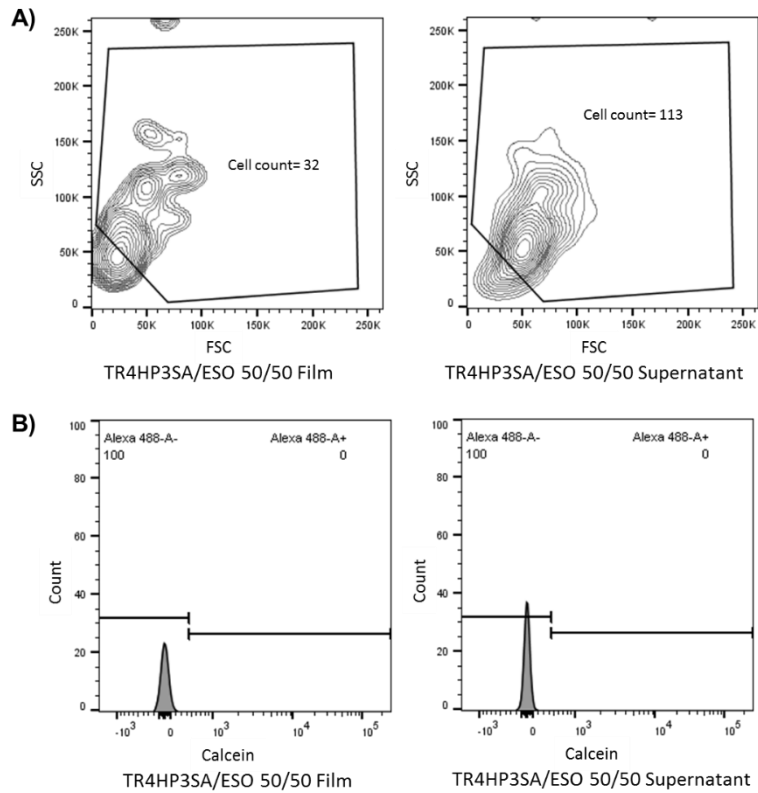 A)
250K
200K
150K
100K
50K
0
SSC
Cell count= 32
0 50K 100K 150K 200K 250K
FSC
TR4HP3SA/ESO 50/50 Film
250K
200K
150K
100K
50K
0
SSC
Cell count= 113
0 50K 100K 150K 200K 250K
FSC
TR4HP3SA/ESO 50/50 Supernatant
B)
100
80
60
40
20
0
Count
Alexa 488-A- Alexa 488-A+
100 0
-10³ 0 10³ 10⁴ 10⁵
Calcein
TR4HP3SA/ESO 50/50 Film
100
80
60
40
20
0
Count
Alexa 488-A- Alexa 488-A+
100 0
-10³ 0 10³ 10⁴ 10⁵
Calcein
TR4HP3SA/ESO 50/50 Supernatant